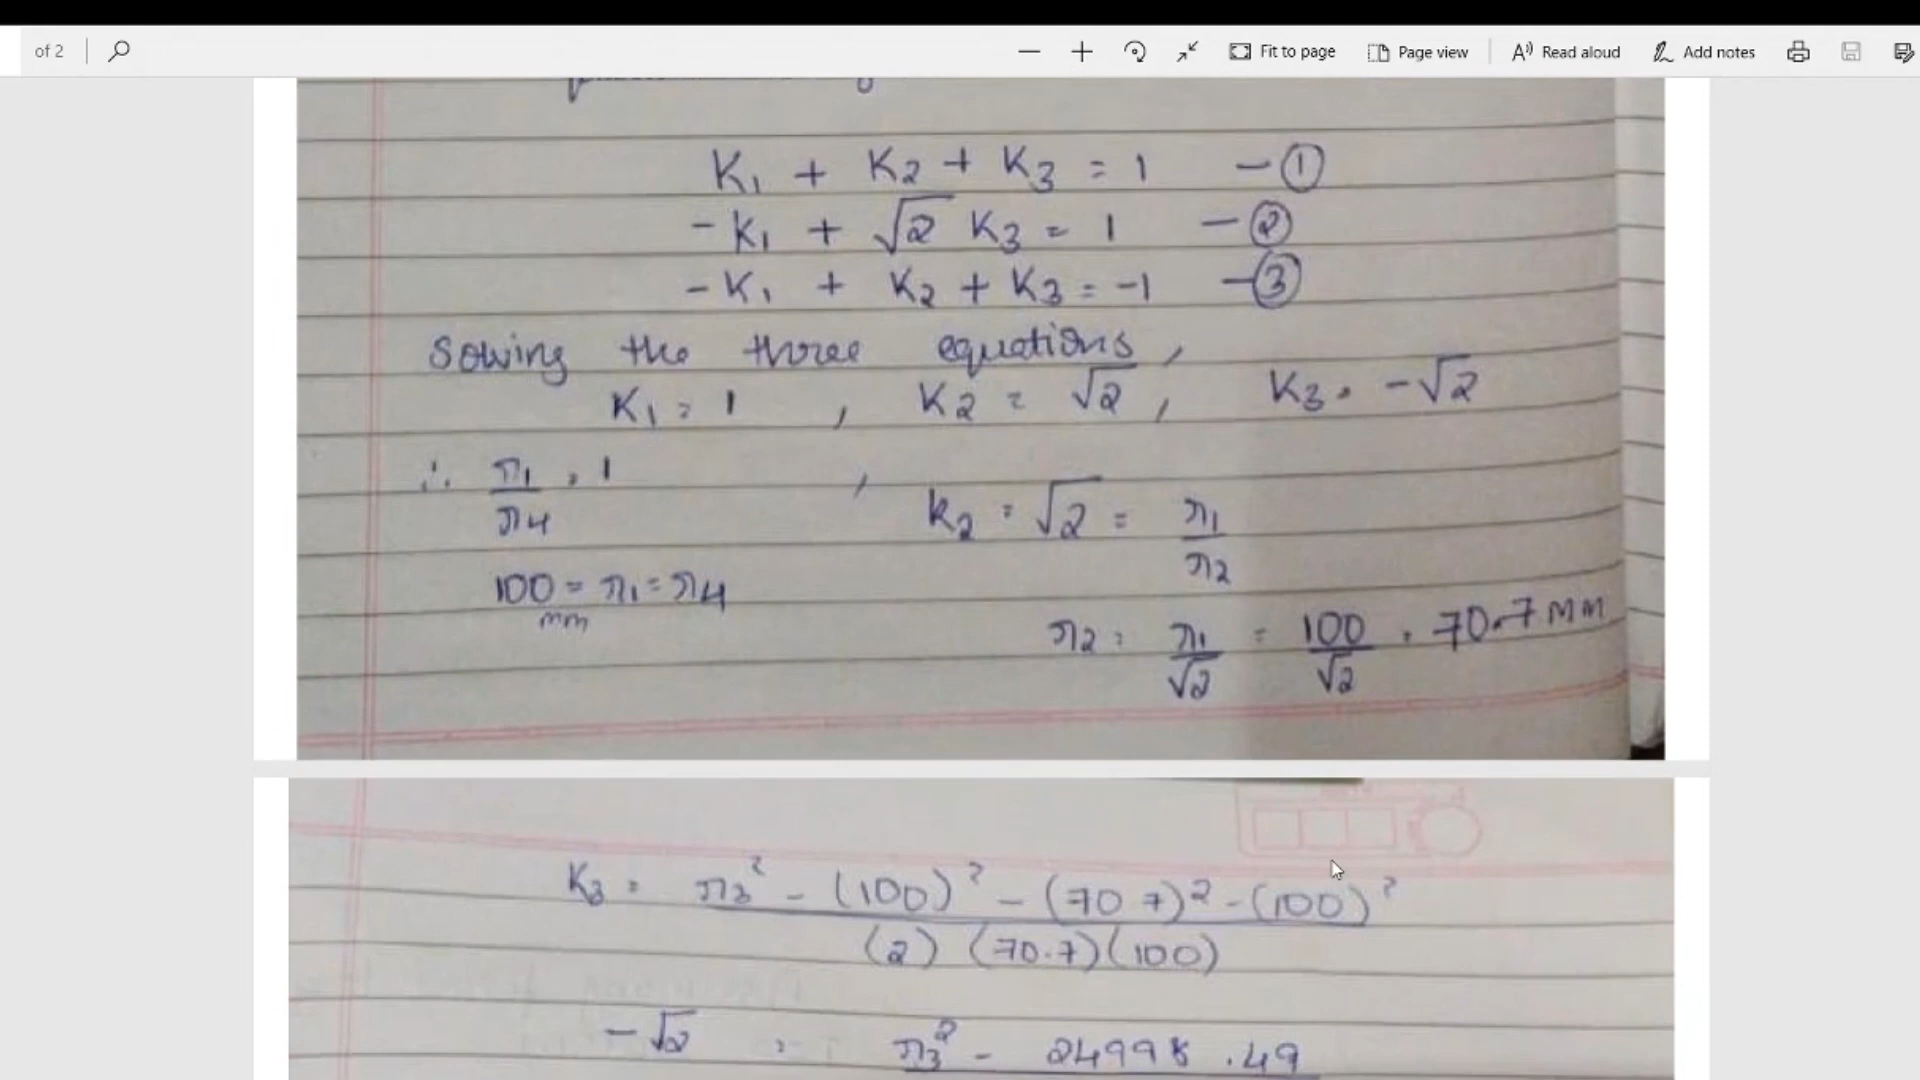 of 2
Fit to page
Page view
Read aloud
Add notes
K₁ + K₂ + K₃ = 1 - ①
- K₁ + √2 K₃ = 1 - ②
- K₁ + K₂ + K₃ = -1 - ③
Solving the three equations,
K₁ = 1 , K₂ = √2 , K₃ = -√2
∴ r₁/r₄ = 1 , k₂ = √2 = r₁/r₂
100 mm = r₁ = r₄
r₂ = r₁/√2 = 100/√2 = 70.7 mm
K₃ = r₃² - (100)² - (70.7)² - (100)² / (2) (70.7) (100)
-√2 = r₃² - 24998.49